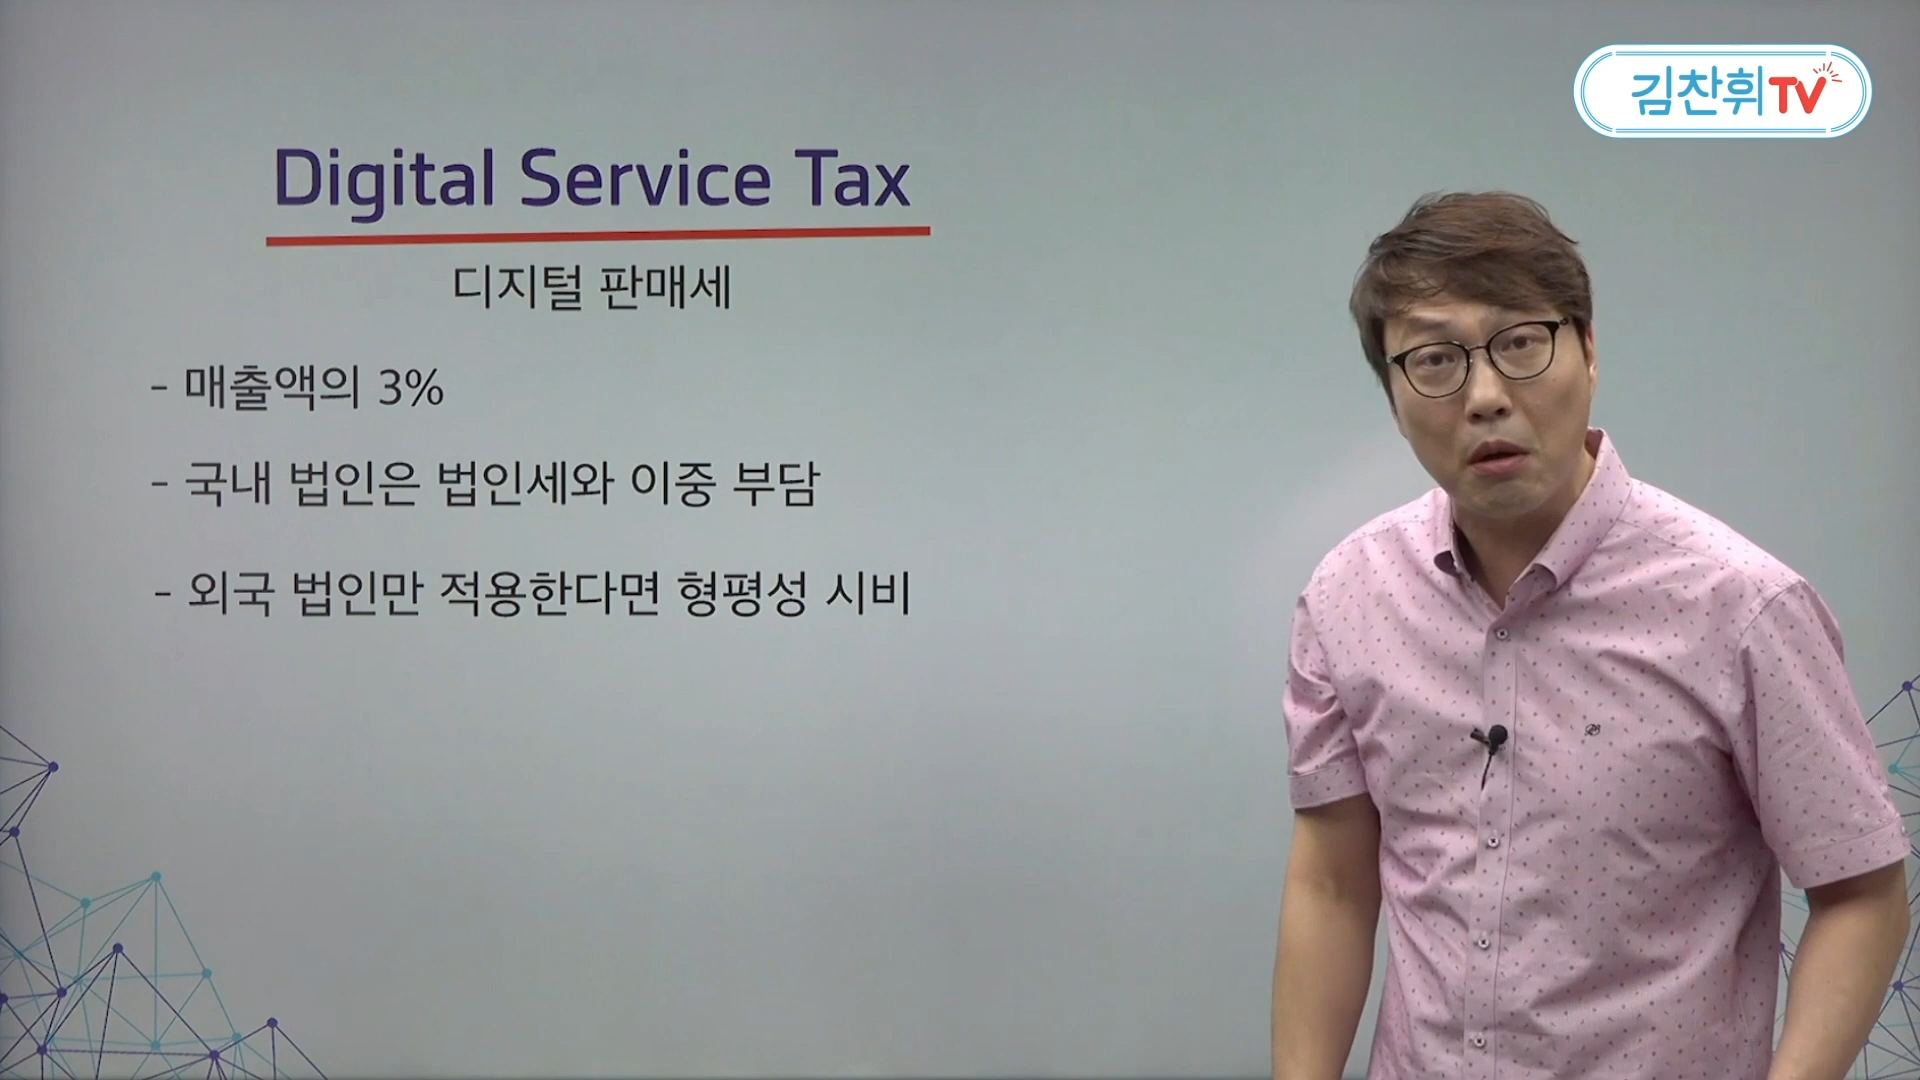 김찬휘TV
Digital Service Tax
디지털 판매세
- 매출액의 3%
- 국내 법인은 법인세와 이중 부담
- 외국 법인만 적용한다면 형평성 시비